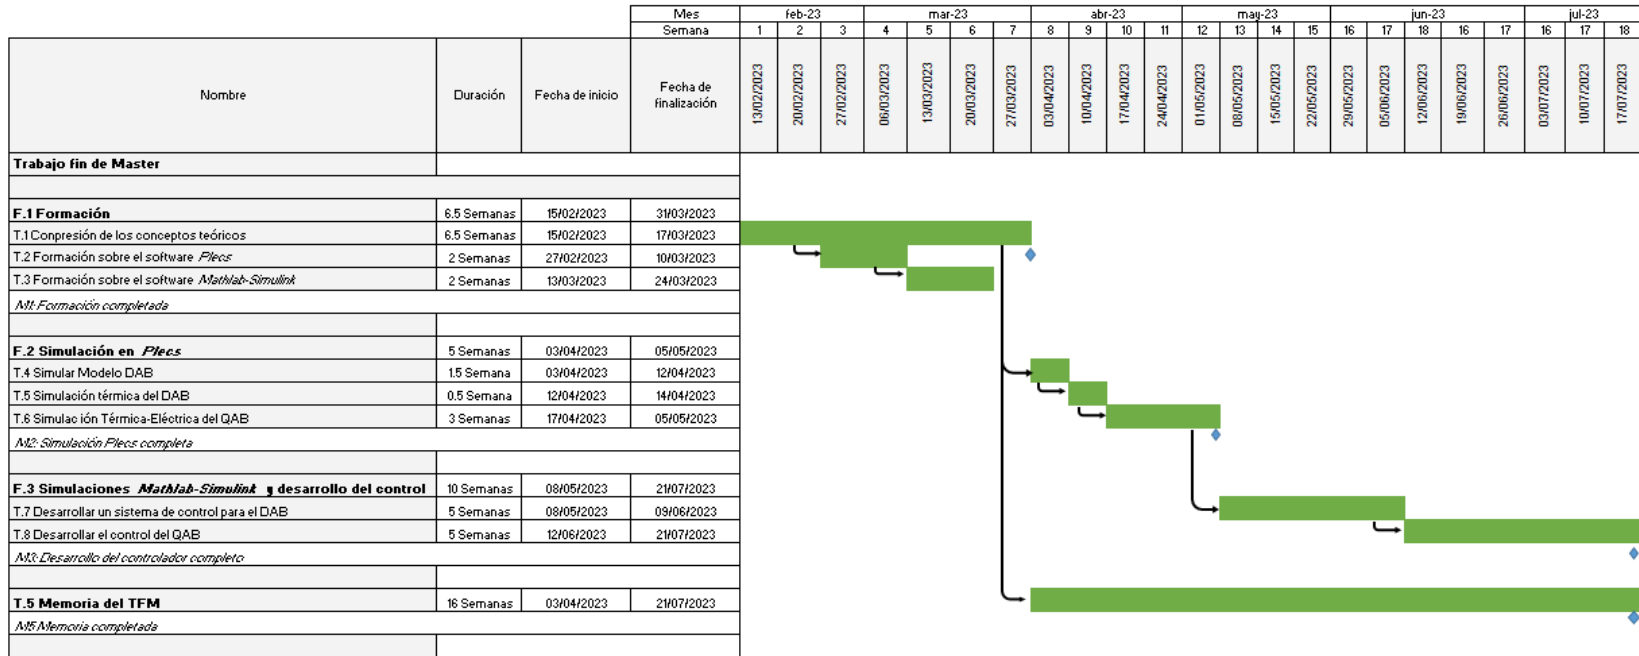 Mes feb-23 mar-23 abr-23 may-23 jun-23 jul-23
Semana 1 2 3 4 5 6 7 8 9 10 11 12 13 14 15 16 17 18 16 17 16 17 18
Nombre Duración Fecha de inicio Fecha de finalización 13/02/2023 20/02/2023 27/02/2023 06/03/2023 13/03/2023 20/03/2023 27/03/2023 03/04/2023 10/04/2023 17/04/2023 24/04/2023 01/05/2023 08/05/2023 15/05/2023 22/05/2023 29/05/2023 05/06/2023 12/06/2023 19/06/2023 26/06/2023 03/07/2023 10/07/2023 17/07/2023
Trabajo fin de Master
F.1 Formación 6.5 Semanas 15/02/2023 31/03/2023
T.1 Conpresión de los conceptos teóricos 6.5 Semanas 15/02/2023 17/03/2023
T.2 Formación sobre el software Plecs 2 Semanas 27/02/2023 10/03/2023
T.3 Formación sobre el software Mathlab-Simulink 2 Semanas 13/03/2023 24/03/2023
M1: Formación completada
F.2 Simulación en Plecs 5 Semanas 03/04/2023 05/05/2023
T.4 Simular Modelo DAB 1.5 Semana 03/04/2023 12/04/2023
T.5 Simulación térmica del DAB 0.5 Semana 12/04/2023 14/04/2023
T.6 Simulación Térmica-Eléctrica del QAB 3 Semanas 17/04/2023 05/05/2023
M2: Simulación Plecs completa
F.3 Simulaciones Mathlab-Simulink y desarrollo del control 10 Semanas 08/05/2023 21/07/2023
T.7 Desarrollar un sistema de control para el DAB 5 Semanas 08/05/2023 09/06/2023
T.8 Desarrollar el control del QAB 5 Semanas 12/06/2023 21/07/2023
M3: Desarrollo del controlador completo
T.5 Memoria del TFM 16 Semanas 03/04/2023 21/07/2023
M5 Memoria completada